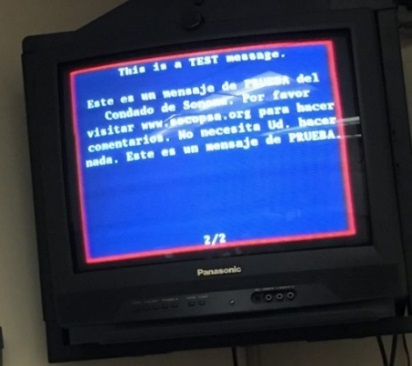 This is a TEST message.
Este es un mensaje de PRUEBA del
Condado de Sonoma. Por favor
visitar www.socopsa.org para hacer
comentarios. No necesita Ud. hacer
nada. Este es un mensaje de PRUEBA.
2/2
Panasonic